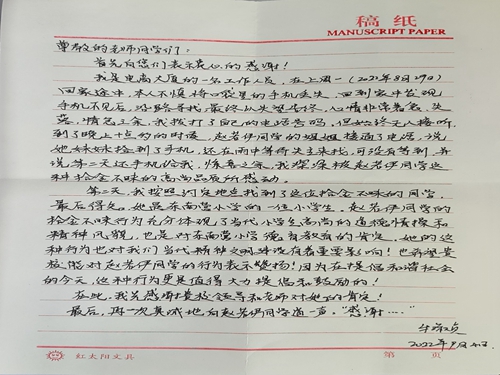 稿纸
MANUSCRIPT PAPER
尊敬的老师同学们:
首先向您们表示衷心的感谢!
我是电商大厦的一名工作人员,在上周一(2022年8月29日)
回家途中,本人不慎将口袋里的手机丢失,回到家中发现
手机不见后,沿路寻找最终以失望告终,心情非常着急、失
落,情急之余,我拨打了自己的电话号码,但始终无人接听
到了晚上十点多的时候,赵若伊同学的姐姐接通了电话,说
她妹妹捡到了手机,还在雨中等待失主来找,可没有等到,并
说第二天还手机给我,惊喜之余,我深深被赵若伊同学这
种拾金不昧的高尚品质所感动。
第二天,我按照约定地点找到了这位拾金不昧的同学,
最后得知,她是东南营小学的一位小学生,赵若伊同学的
拾金不昧行为充分体现了当代小学生高尚的道德情操和
精神风貌,也是对东南营小学德育教育的肯定,她的这
种行为也对我们当代精神文明建设有着重要影响!也希望贵
校能对赵若伊同学的行为表示表扬!因为在提倡和谐社会
的今天,这种行为更是值得大力提倡和鼓励的!
在此,我要感谢贵校领导和老师对她的肯定!
最后,再一次真诚地向赵若伊同学道一声,"感谢....."
2022年9月
红太阳文具
第 页